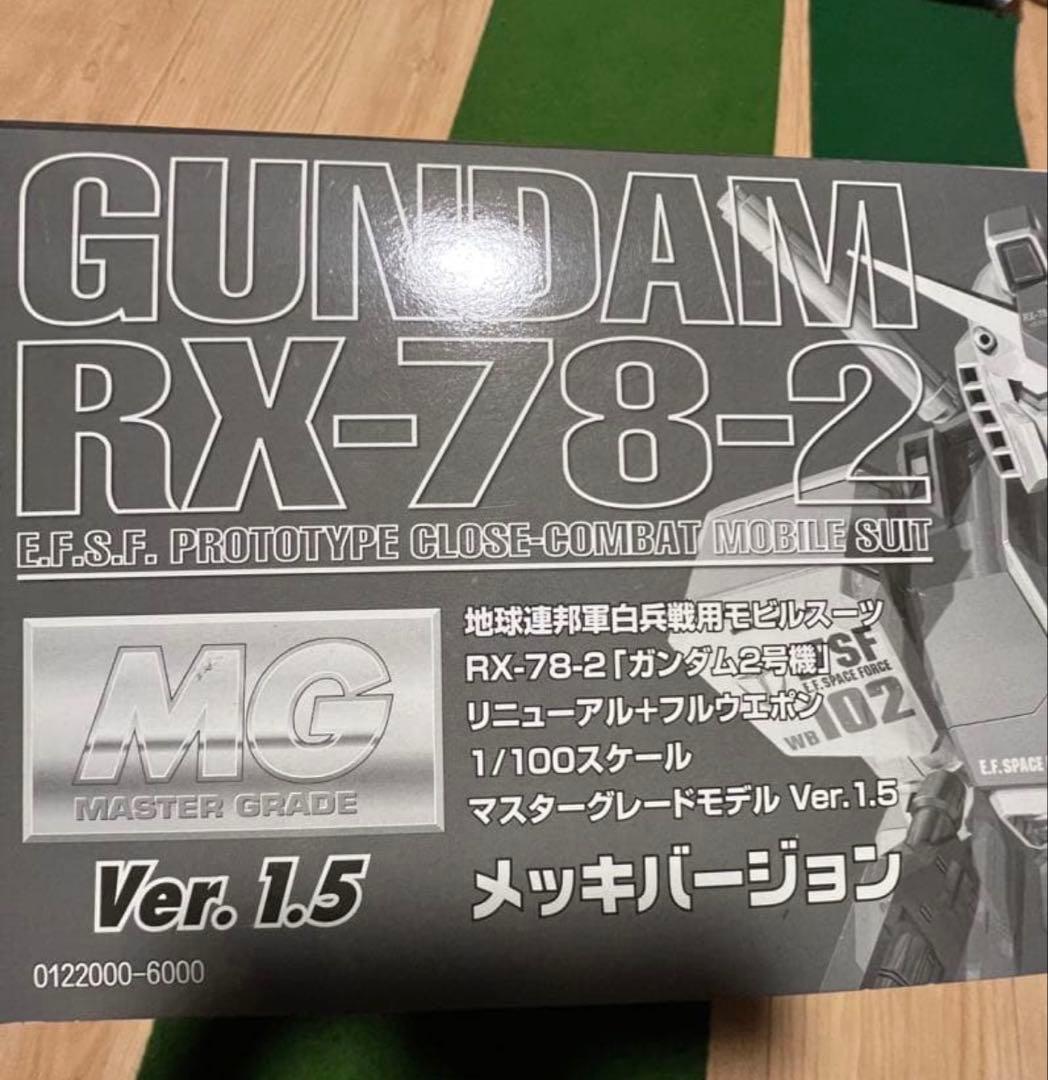 GUNDAM
RX-78-2
E.F.S.F. PROTOTYPE CLOSE-COMBAT MOBILE SUIT
地球連邦軍白兵戦用モビルスーツ
RX-78-2「ガンダム2号機」
リニューアル+フルウエポン
1/100スケール
マスターグレードモデル Ver.1.5
メッキバージョン
MG
MASTER GRADE
Ver. 1.5
0122000-6000
E.F. SPACE FORCE
WB102
E.F. SPACE